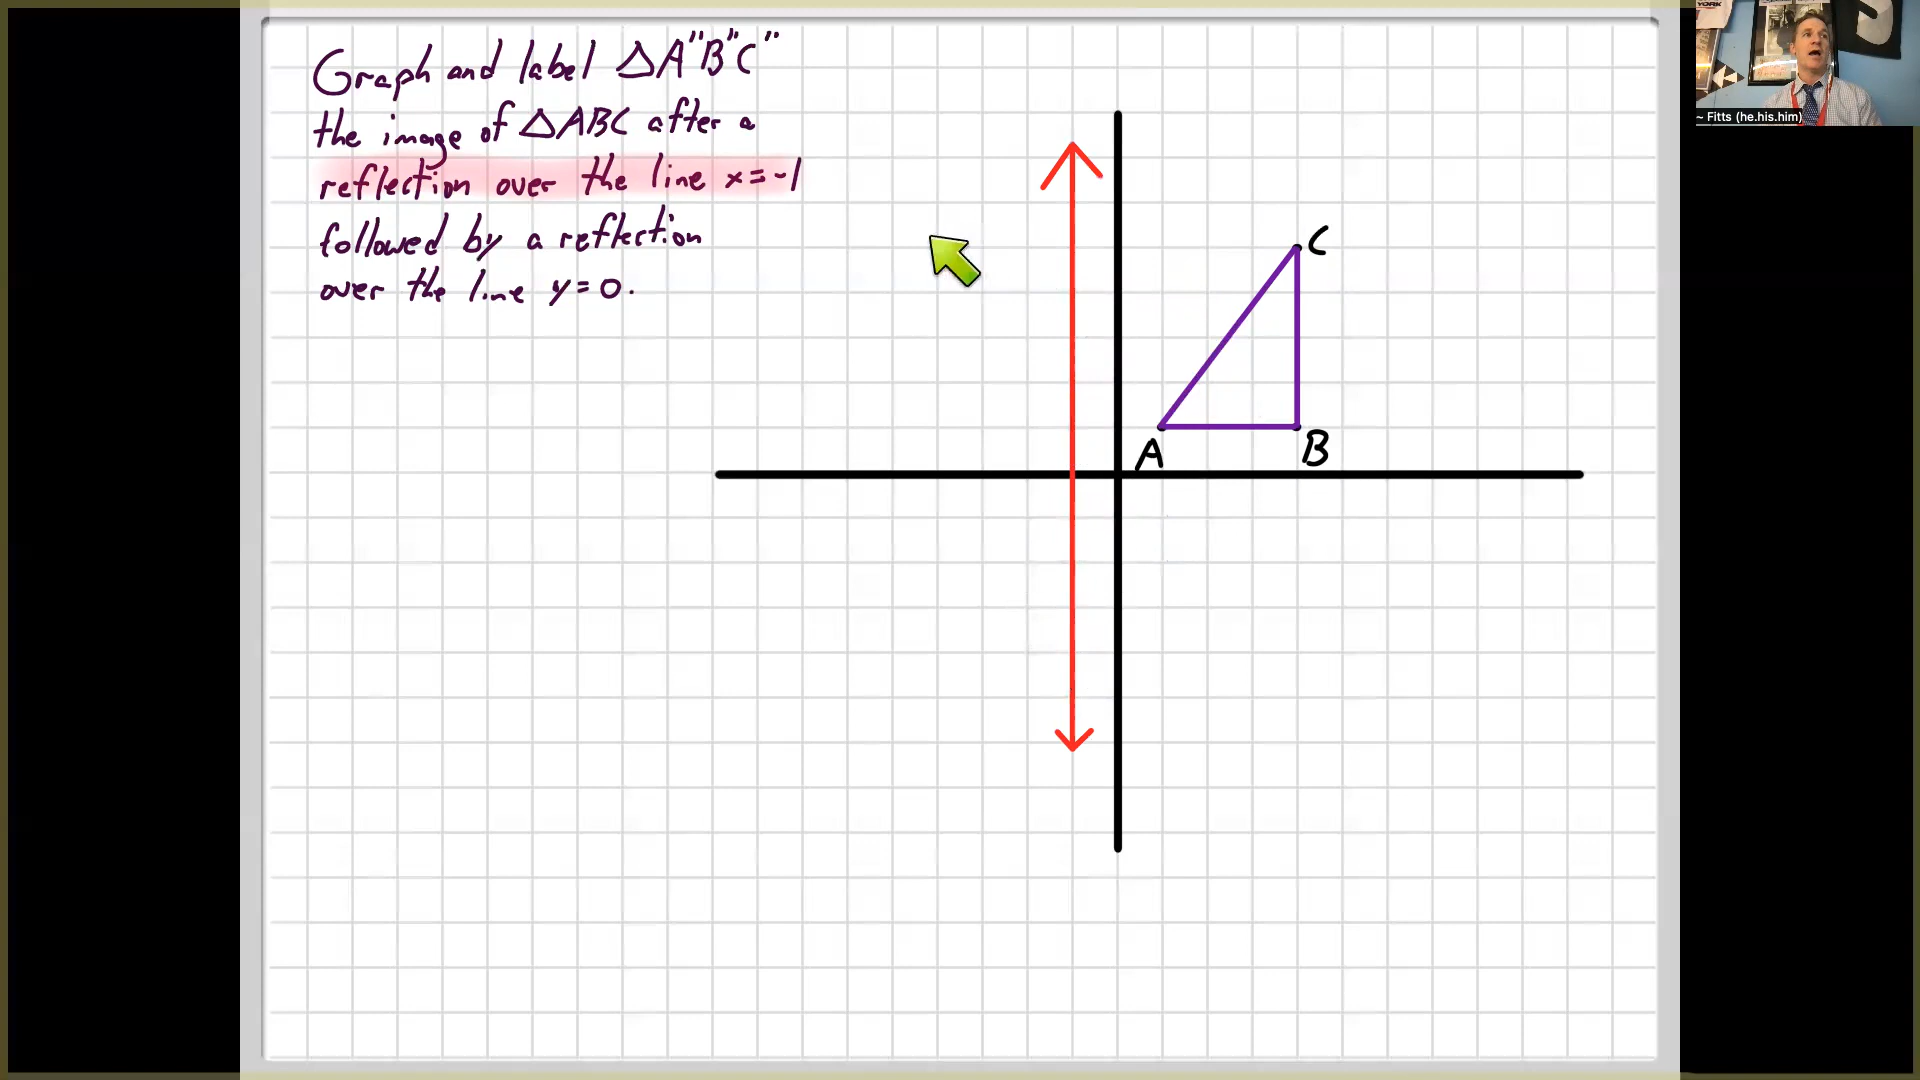 Graph and label △A"B"C"
the image of △ABC after a
reflection over the line x=-1
followed by a reflection
over the line y=0.
C
A
B
YORK
~ Fitts (he.his.him)